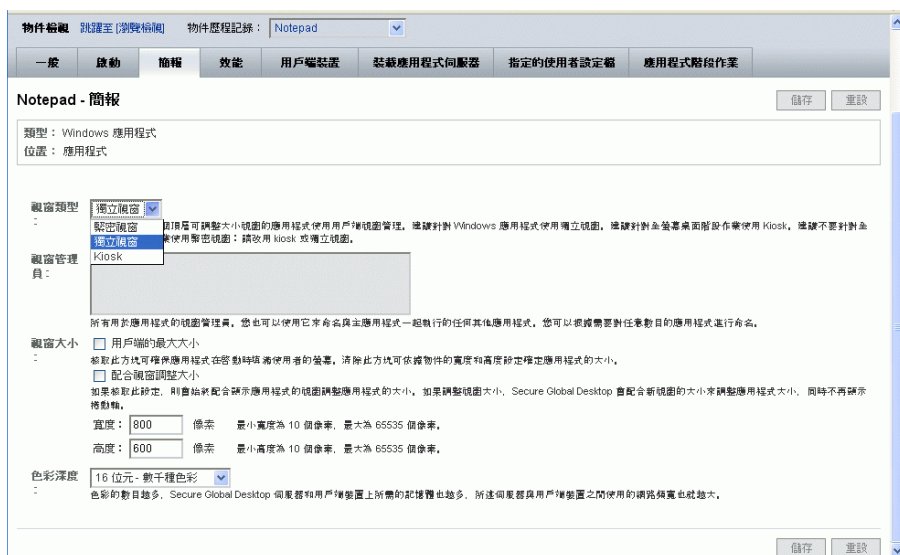 物件檢視 跳躍至 [瀏覽檢視] 物件歷程記錄： Notepad
一般 啟動 簡報 效能 用戶端裝置 裝載應用程式伺服器 指定的使用者設定檔 應用程式階段作業
Notepad - 簡報
儲存 重設
類型： Windows 應用程式
位置： 應用程式
視窗類型
：
獨立視窗
緊密視窗
獨立視窗
Kiosk
個頂層可調整大小視窗的應用程式使用用戶端視窗管理。建議針對 Windows 應用程式使用獨立視窗。建議針對全螢幕桌面階段作業使用 Kiosk。建議不要針對全
業使用緊密視窗：請改用 kiosk 或獨立視窗。
視窗管理
員：
所有用於應用程式的視窗管理員。您也可以使用它來命名與主應用程式一起執行的任何其他應用程式。您可以根據需要對任意數目的應用程式進行命名。
視窗大小
：
用戶端的最大大小
核取此方塊可確保應用程式在啓動時填滿使用者的螢幕。清除此方塊可依據物件的寬度和高度設定確定應用程式的大小。
配合視窗調整大小
如果核取此設定，則會始終配合顯示應用程式的視窗調整應用程式的大小。如果調整視窗大小，Secure Global Desktop 會配合新視窗的大小來調整應用程式大小，同時不再顯示
捲動軸。
寬度： 800 像素 最小寬度為 10 個像素，最大為 65535 個像素。
高度： 600 像素 最小高度為 10 個像素，最大為 65535 個像素。
色彩深度
：
16 位元 - 數千種色彩
色彩的數目越多，Secure Global Desktop 伺服器和用戶端裝置上所需的記憶體也越多，所述伺服器與用戶端裝置之間使用的網路頻寬也就越大。
儲存 重設